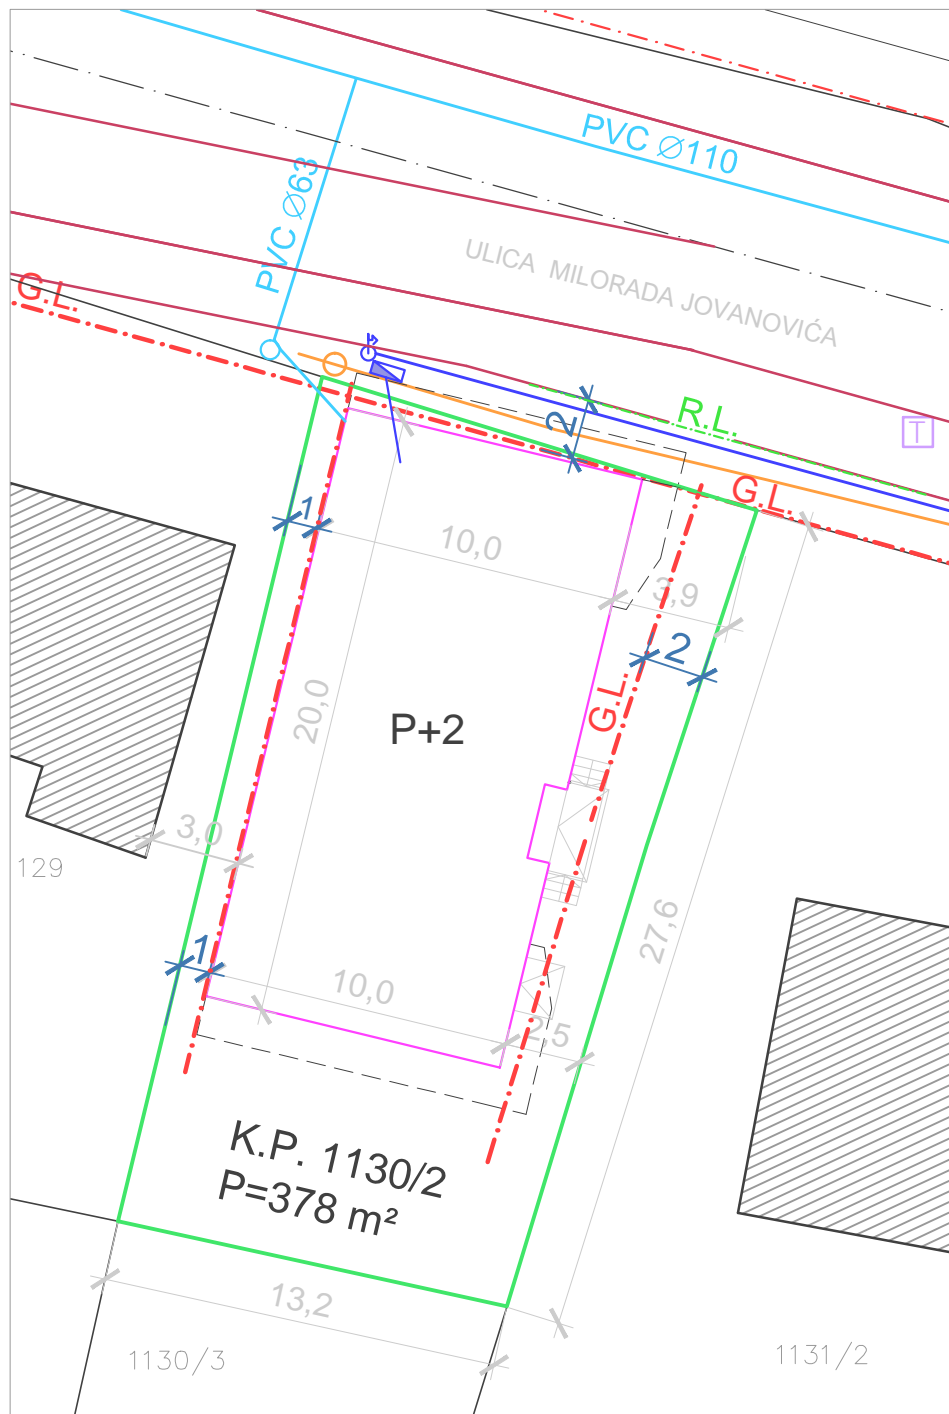 PVC Ø110
PVC Ø63
ULICA MILORADA JOVANOVIĆA
G.L.
R.L.
2
T
G.L.
1
10,0
3,9
2
20,0
G.L.
P+2
3,0
129
27,6
1
10,0
2,5
K.P. 1130/2
P=378 m²
13,2
1130/3
1131/2